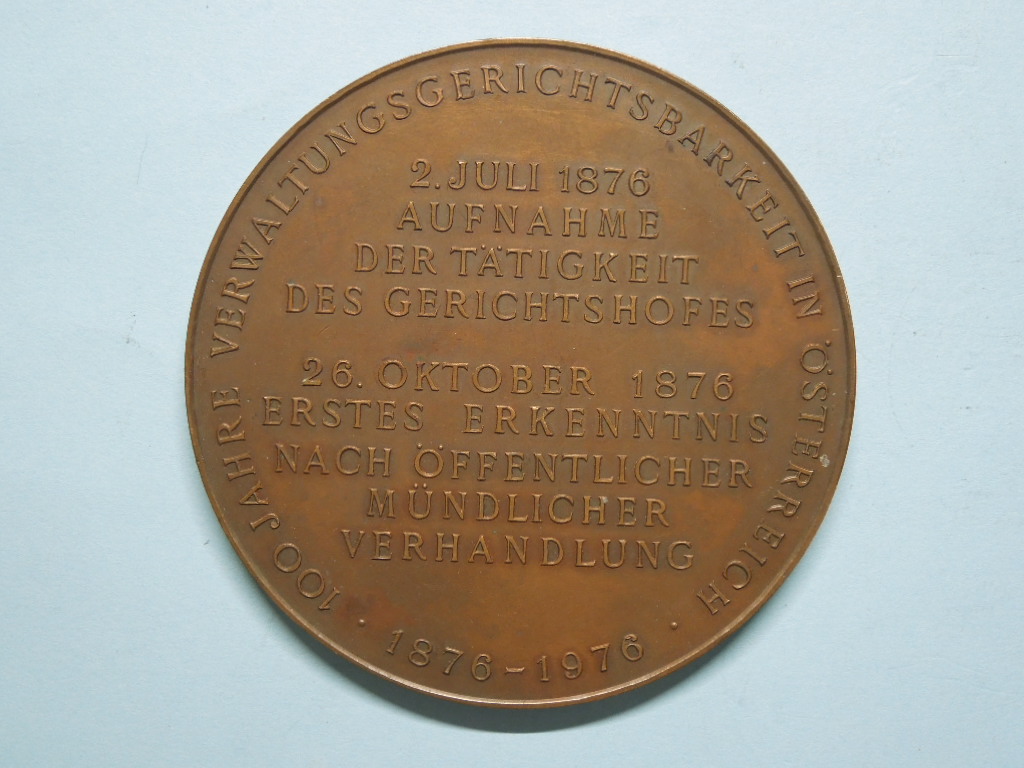 100 JAHRE VERWALTUNGSGERICHTSBARKEIT IN ÖSTERREICH
2. JULI 1876
AUFNAHME
DER TÄTIGKEIT
DES GERICHTSHOFES
26. OKTOBER 1876
ERSTES ERKENNTNIS
NACH ÖFFENTLICHER
MÜNDLICHER
VERHANDLUNG
· 1876-1976 ·